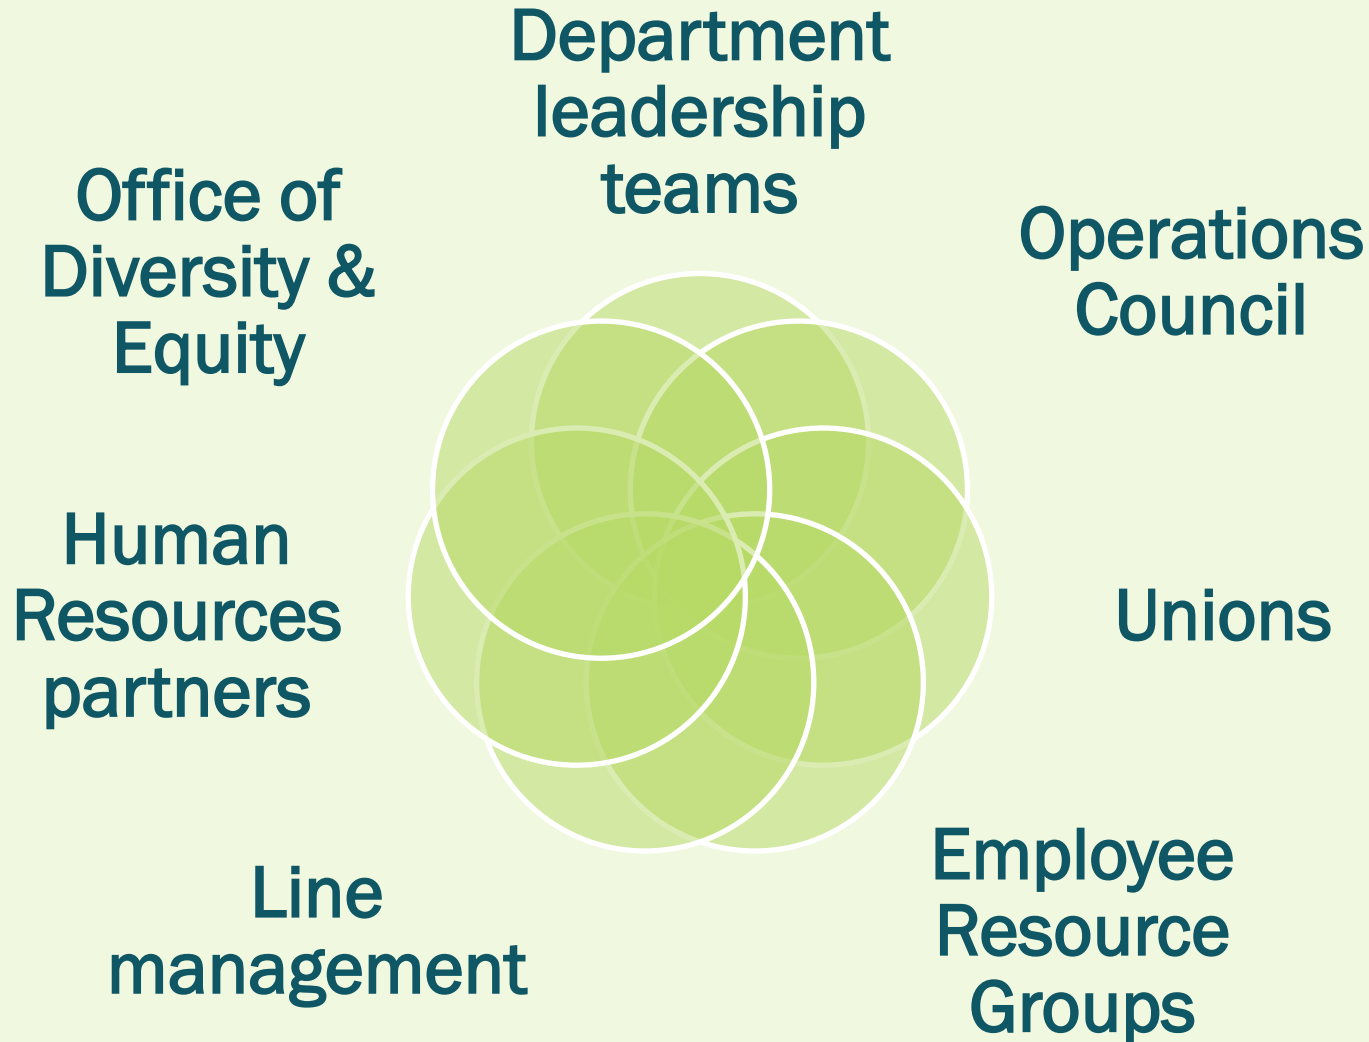 Department
leadership
teams
Operations
Council
Unions
Employee
Resource
Groups
Line
management
Human
Resources
partners
Office of
Diversity &
Equity